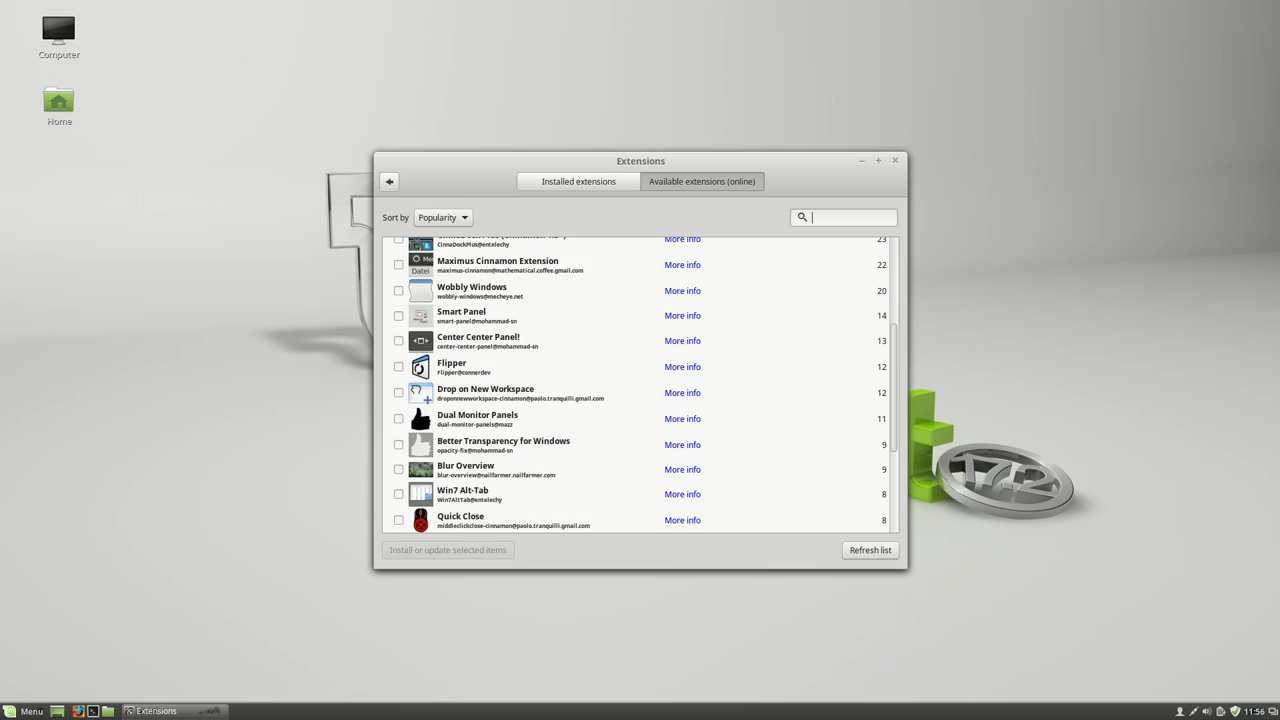 Computer
Home
Extensions
Installed extensions
Available extensions (online)
Sort by
Popularity
CinnaDockPlus@entelechy
More info
23
Datei
Maximus Cinnamon Extension
maximus-cinnamon@mathematical.coffee.gmail.com
More info
22
Wobbly Windows
wobbly-windows@mecheye.net
More info
20
Smart Panel
smart-panel@mohammad-sn
More info
14
Center Center Panel!
center-center-panel@mohammad-sn
More info
13
Flipper
Flipper@connerdev
More info
12
Drop on New Workspace
droponnewworkspace-cinnamon@paolo.tranquilli.gmail.com
More info
12
Dual Monitor Panels
dual-monitor-panels@mazz
More info
11
Better Transparency for Windows
opacity-fix@mohammad-sn
More info
9
Blur Overview
blur-overview@nailfarmer.nailfarmer.com
More info
9
Win7 Alt-Tab
Win7AltTab@entelechy
More info
8
Quick Close
middleclickclose-cinnamon@paolo.tranquilli.gmail.com
More info
8
Install or update selected items
Refresh list
17.2
Menu
Extensions
11:56